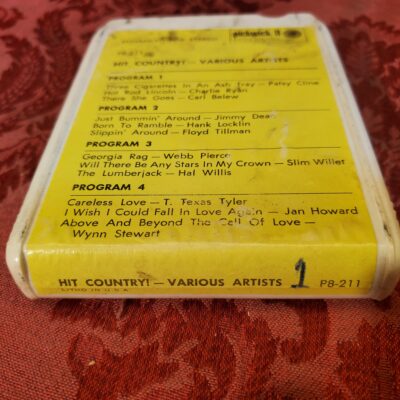 pickwick
HIT COUNTRY! — VARIOUS ARTISTS
PROGRAM 1
Three Cigarettes In An Ash Trey — Patsy Cline
Hot Rod Lincoln — Charlie Ryan
There She Goes — Carl Belew
PROGRAM 2
Just Bummin' Around — Jimmy Dean
Born To Ramble — Hank Locklin
Slippin' Around — Floyd Tillman
PROGRAM 3
Georgia Rag — Webb Pierce
Will There Be Any Stars In My Crown — Slim Willet
The Lumberjack — Hal Willis
PROGRAM 4
Careless Love — T. Texas Tyler
I Wish I Could Fall In Love Again — Jan Howard
Above And Beyond The Call Of Love —
Wynn Stewart
HIT COUNTRY! — VARIOUS ARTISTS 1 P8-211
LITHO IN U.S.A.